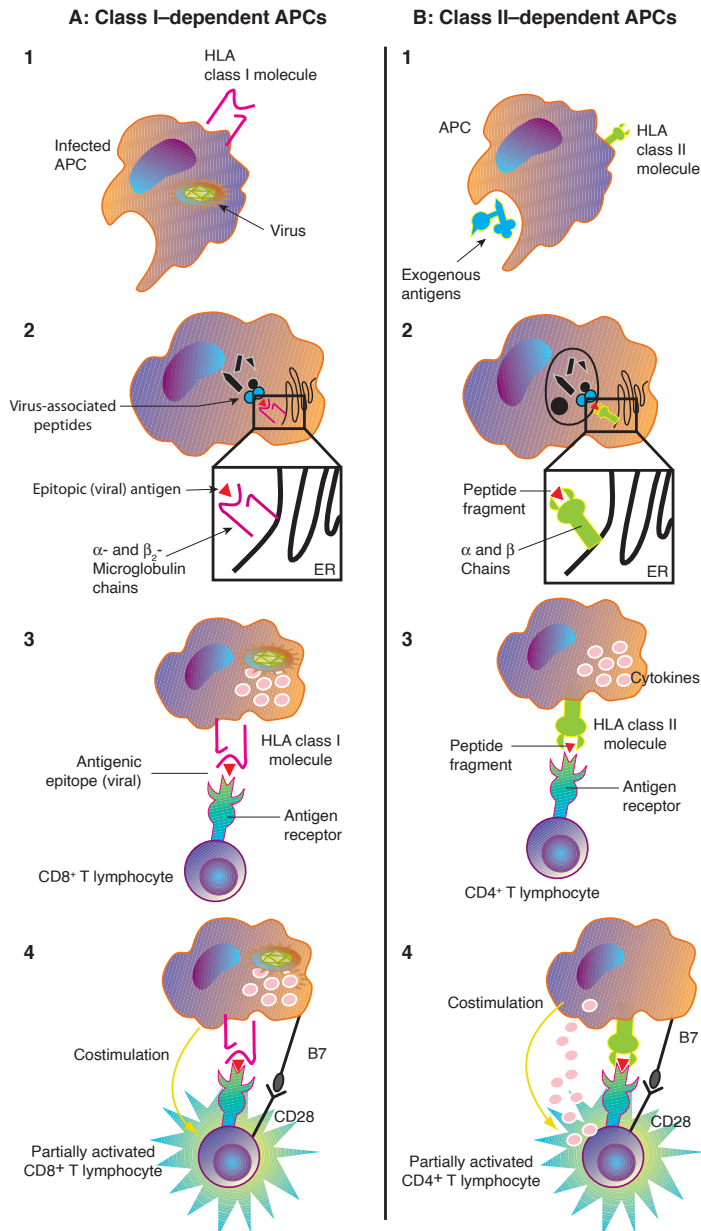 A: Class I–dependent APCs
1
HLA
class I molecule
Infected
APC
Virus
2
Virus-associated
peptides
Epitopic (viral) antigen
α- and β2-
Microglobulin
chains
ER
3
HLA class I
molecule
Antigenic
epitope (viral)
Antigen
receptor
CD8+ T lymphocyte
4
Costimulation
B7
CD28
Partially activated
CD8+ T lymphocyte
B: Class II–dependent APCs
1
APC
HLA
class II
molecule
Exogenous
antigens
2
Peptide
fragment
α and β
Chains
ER
3
Cytokines
HLA class II
molecule
Peptide
fragment
Antigen
receptor
CD4+ T lymphocyte
4
Costimulation
B7
CD28
Partially activated
CD4+ T lymphocyte